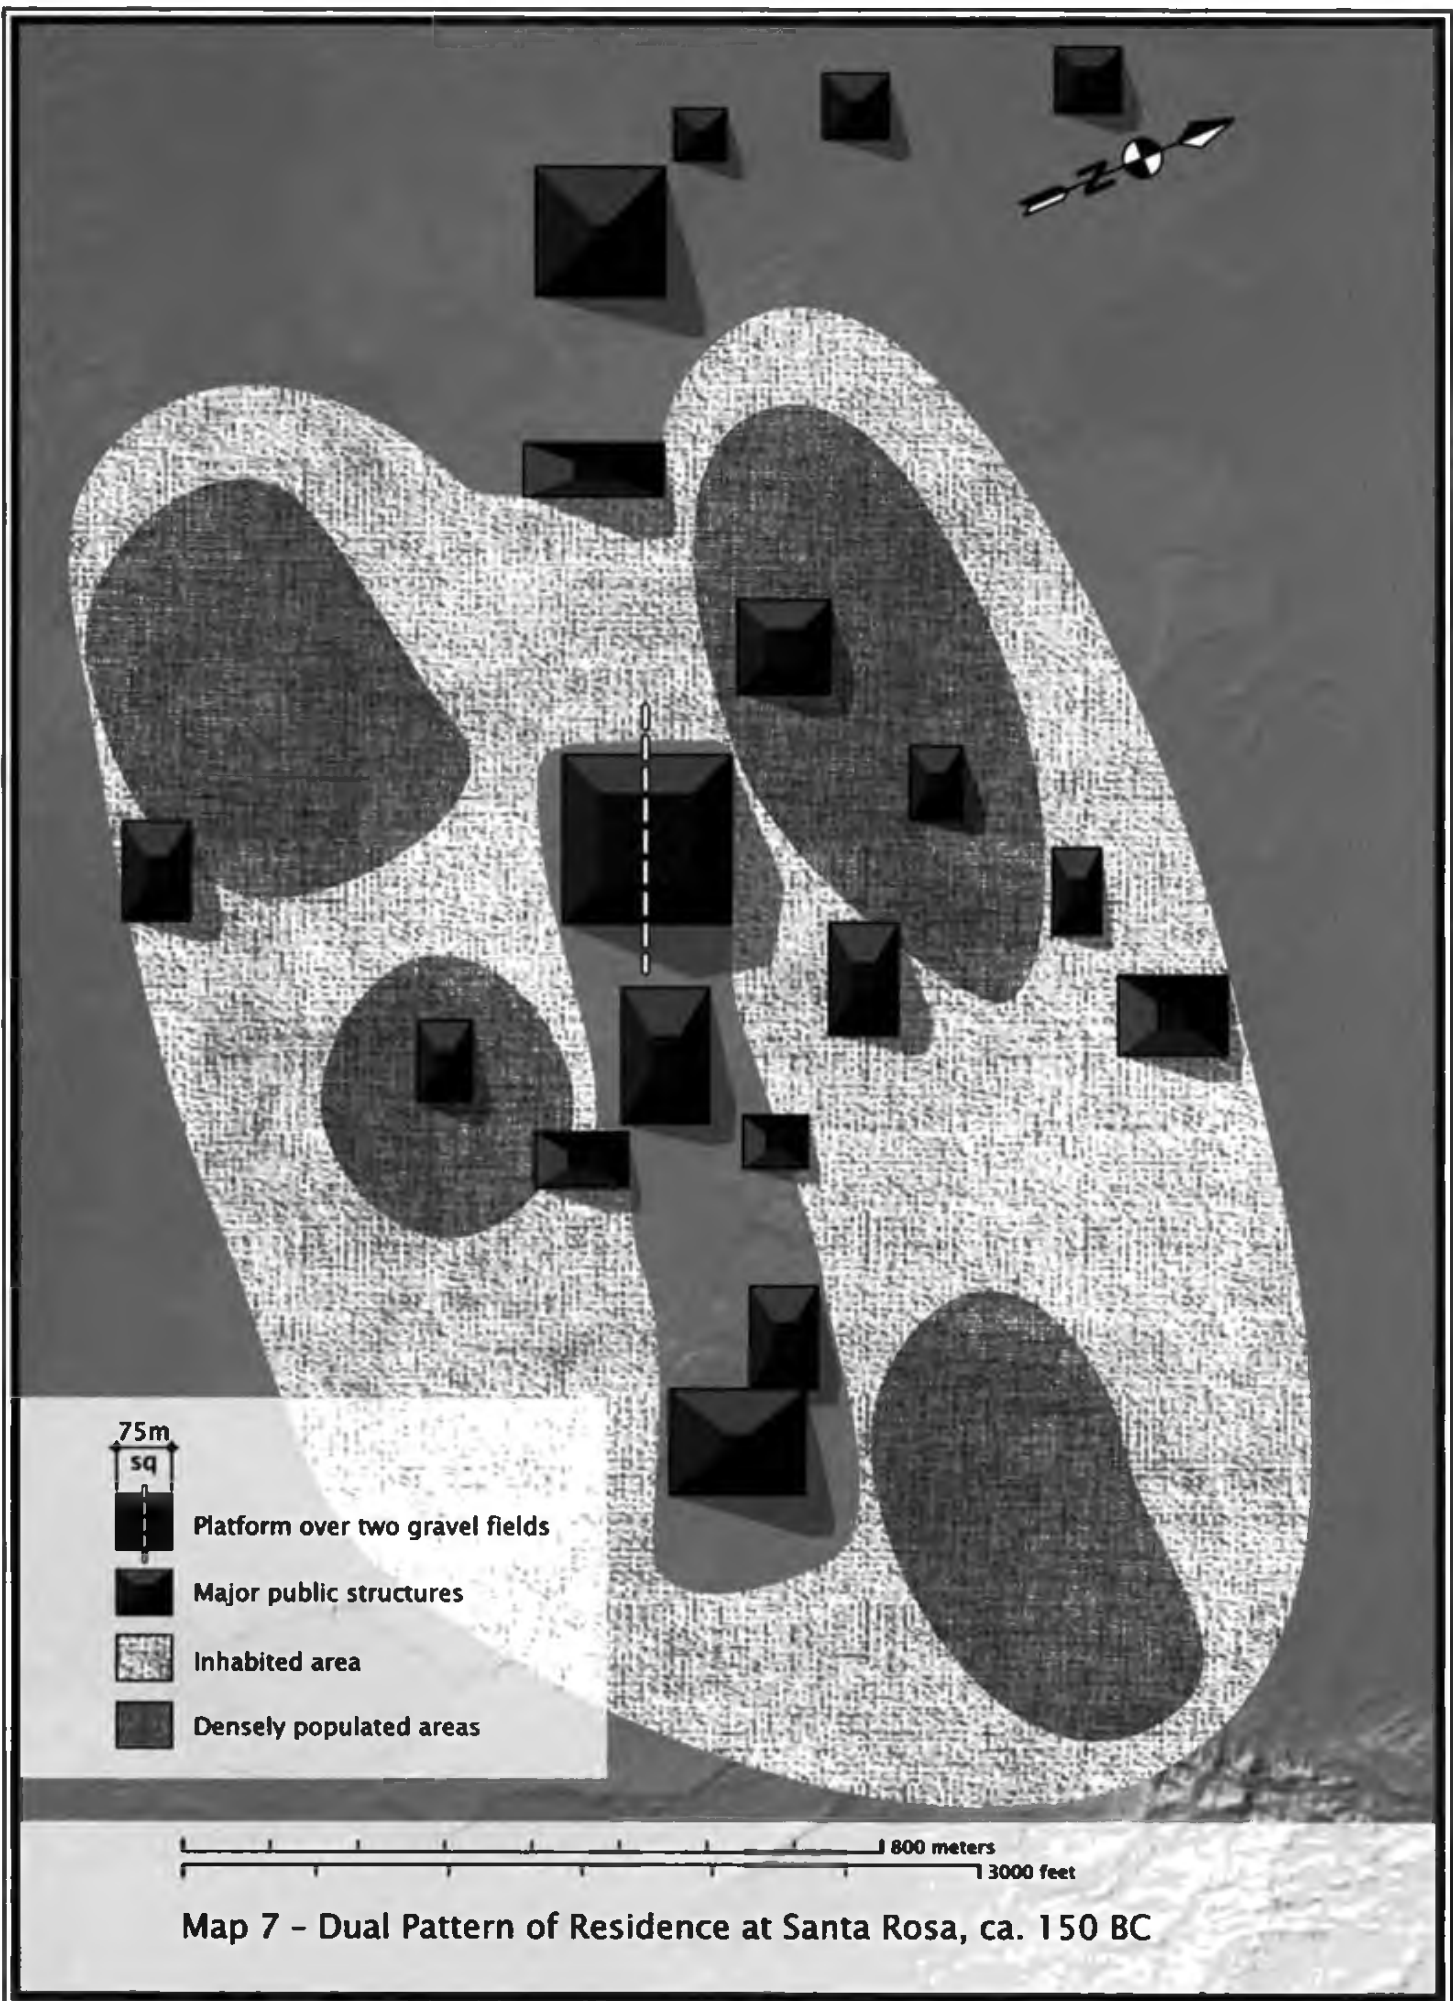 N
75m
sq
Platform over two gravel fields
Major public structures
Inhabited area
Densely populated areas
800 meters
3000 feet
Map 7 – Dual Pattern of Residence at Santa Rosa, ca. 150 BC